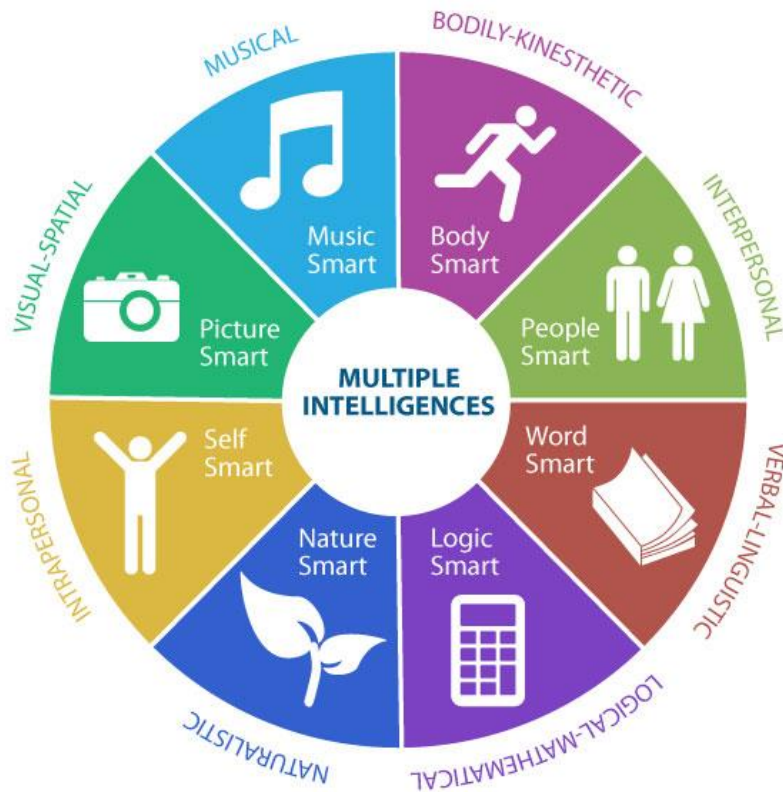 MUSICAL
BODILY-KINESTHETIC
Music
Smart
Body
Smart
VISUAL-SPATIAL
INTERPERSONAL
Picture
Smart
People
Smart
MULTIPLE
INTELLIGENCES
Self
Smart
Word
Smart
INTRAPERSONAL
VERBAL-LINGUISTIC
Nature
Smart
Logic
Smart
NATURALISTIC
LOGICAL-MATHEMATICAL